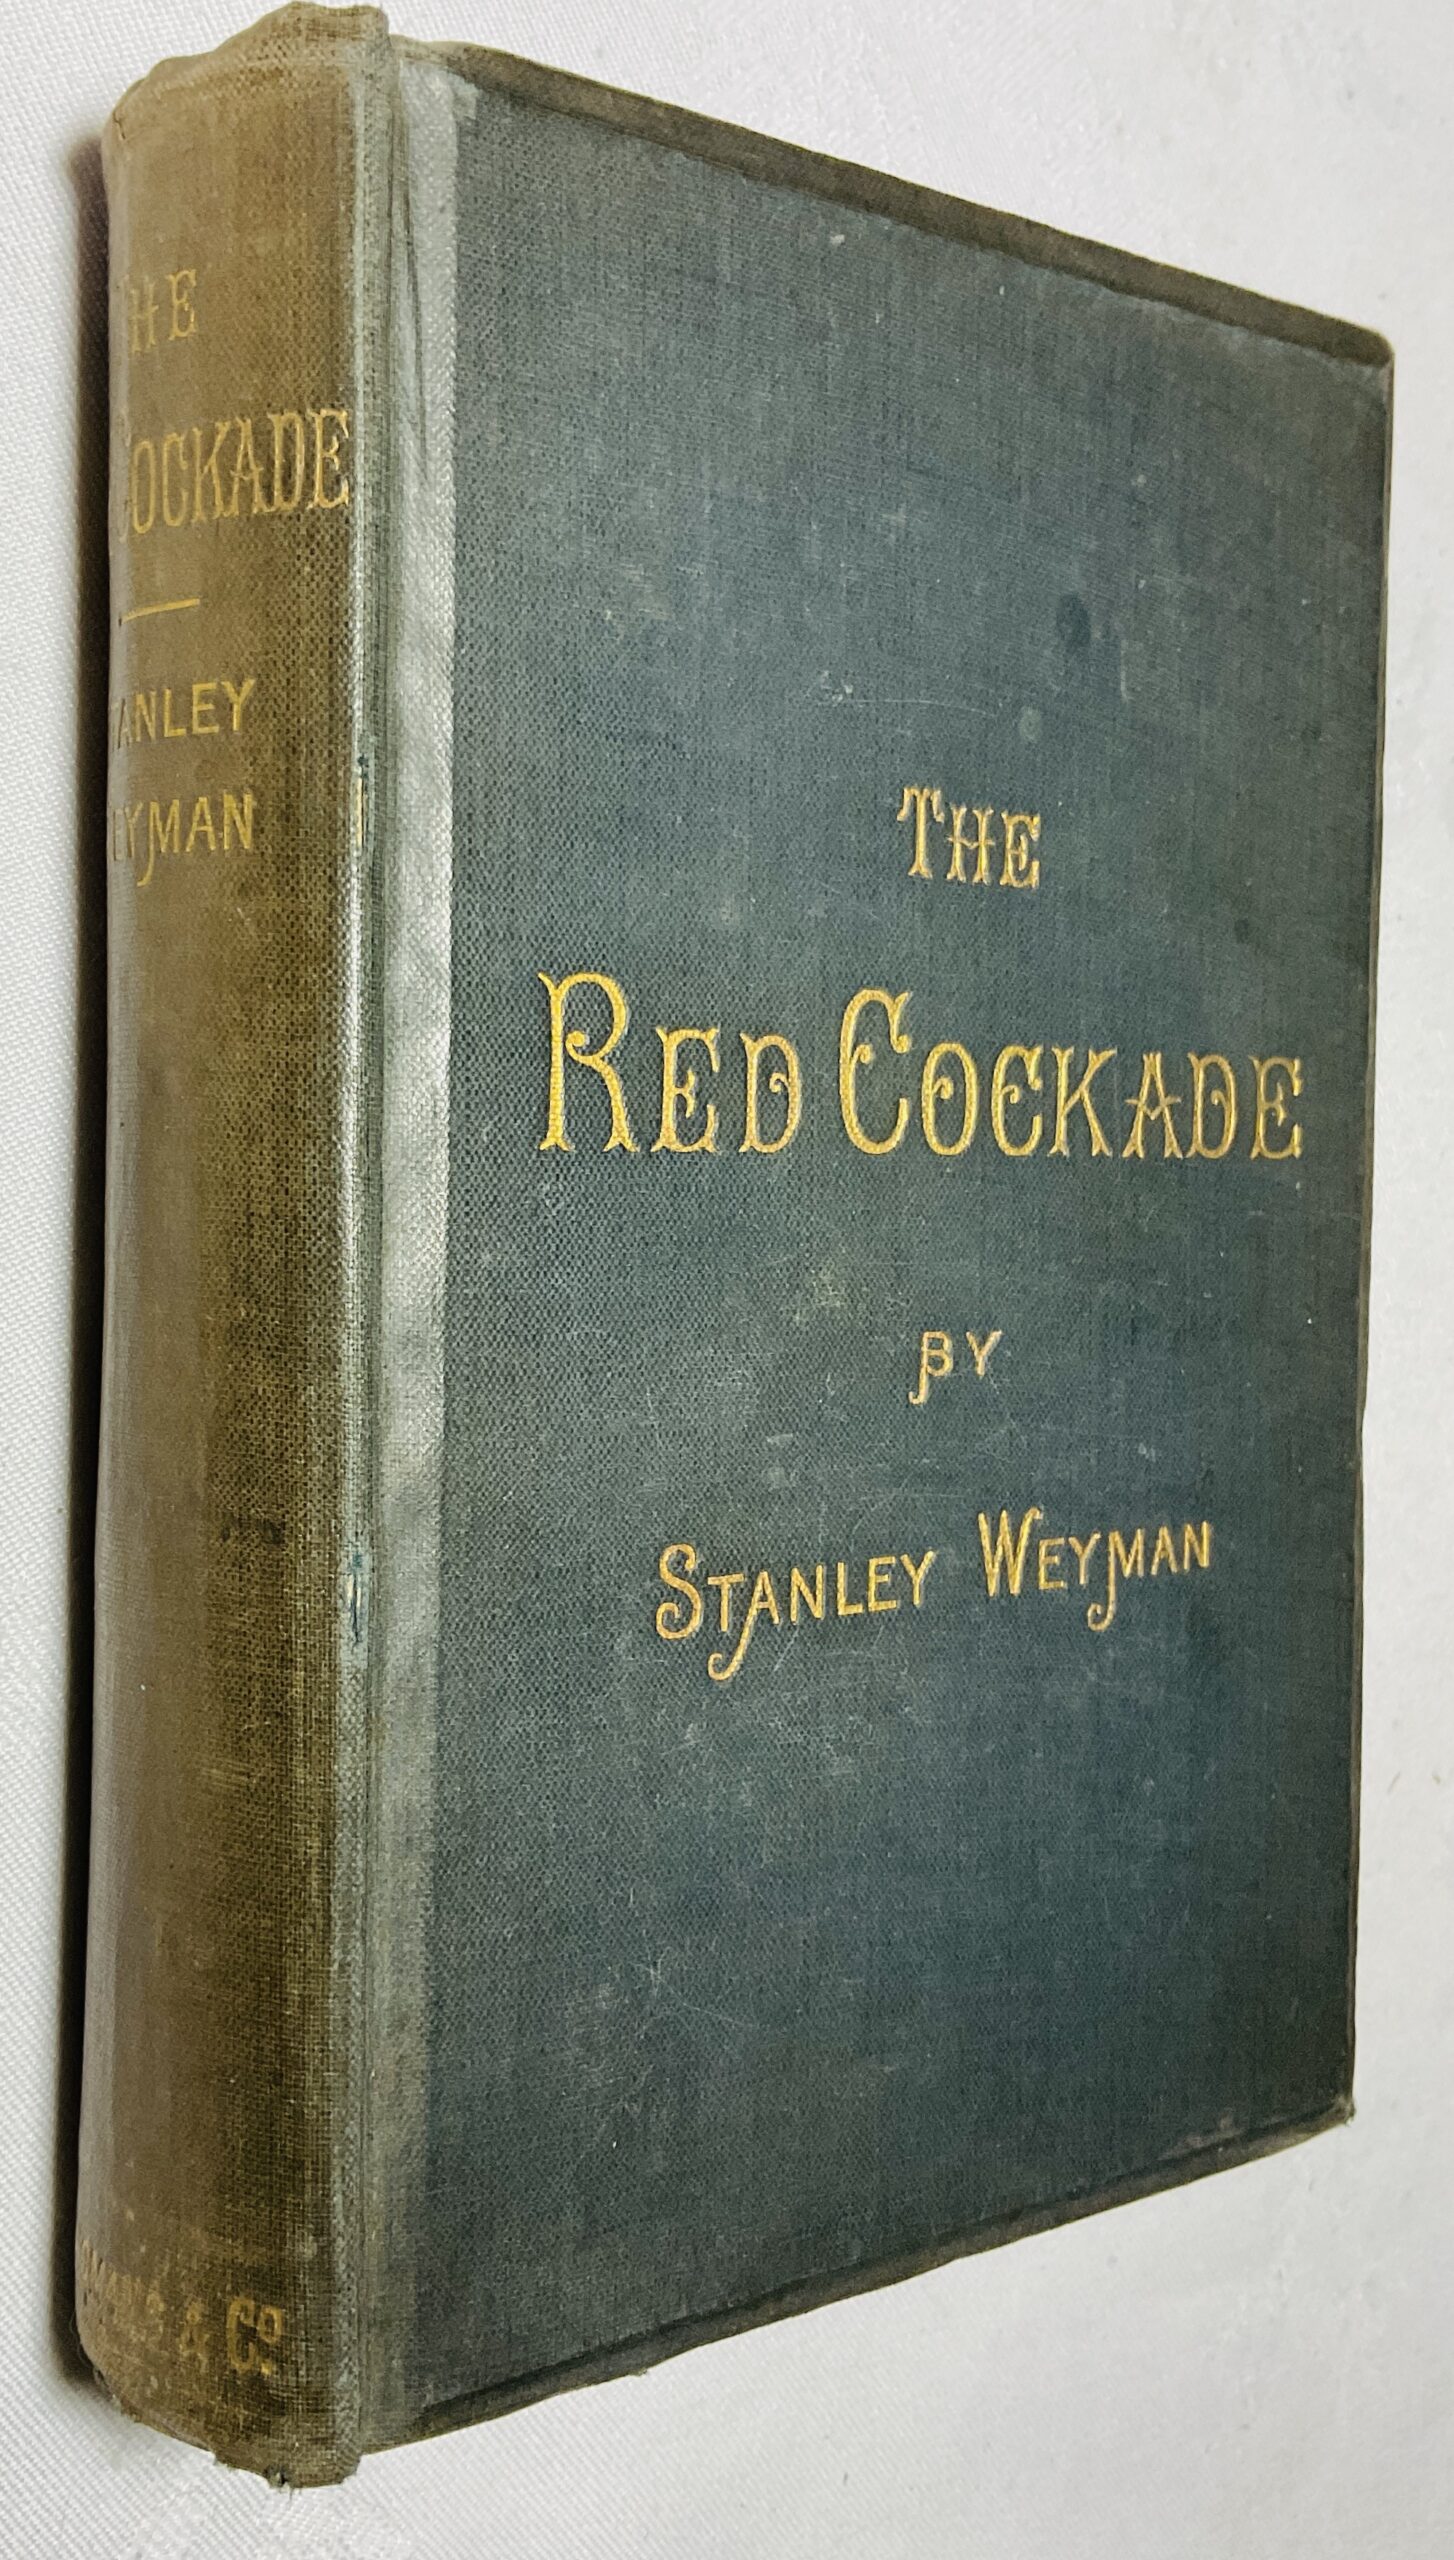 THE
RED COCKADE
BY
STANLEY WEYMAN
THE
COCKADE
STANLEY
WEYMAN
& Co.